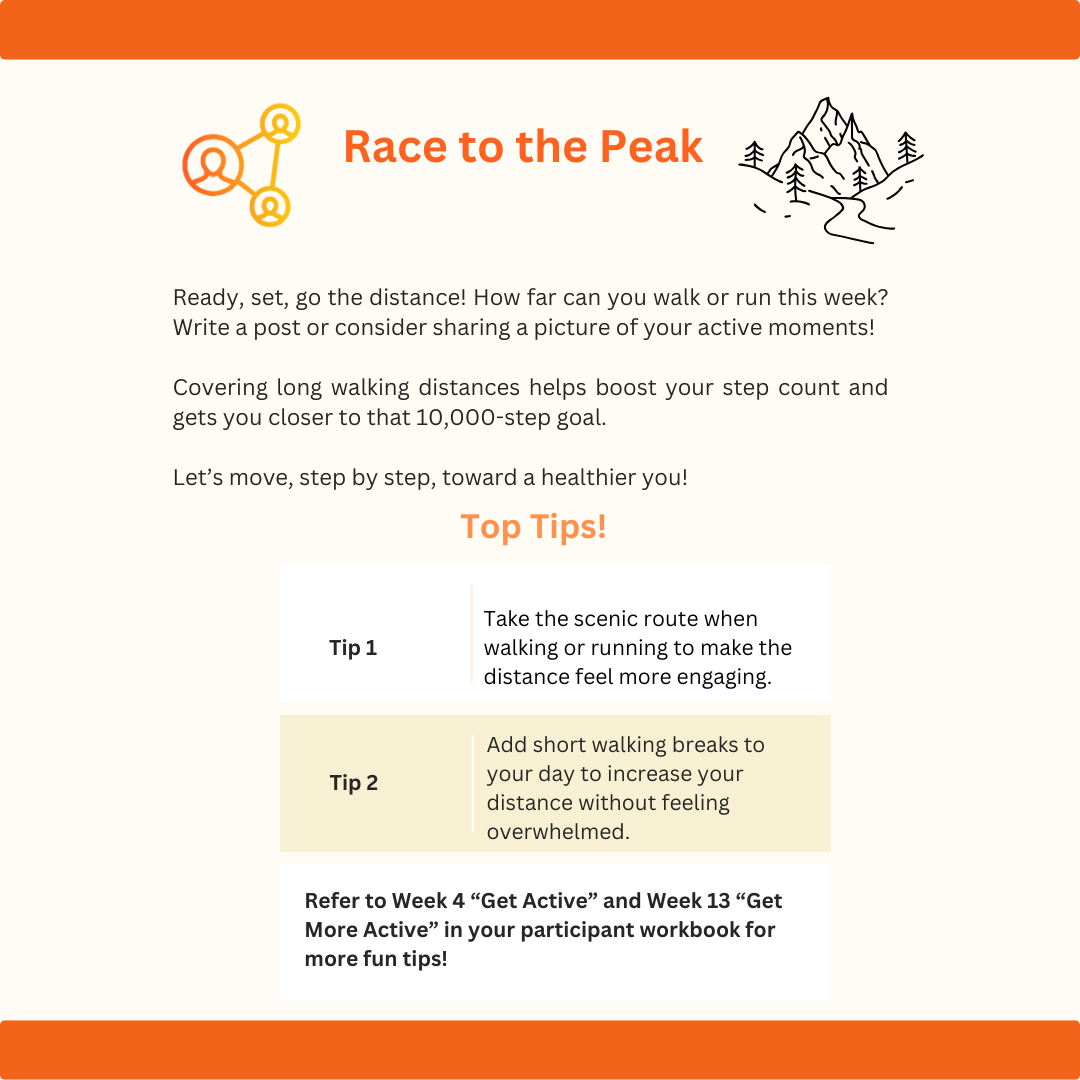 Race to the Peak
Ready, set, go the distance! How far can you walk or run this week?
Write a post or consider sharing a picture of your active moments!
Covering long walking distances helps boost your step count and
gets you closer to that 10,000-step goal.
Let’s move, step by step, toward a healthier you!
Top Tips!
Tip 1
Take the scenic route when
walking or running to make the
distance feel more engaging.
Tip 2
Add short walking breaks to
your day to increase your
distance without feeling
overwhelmed.
Refer to Week 4 “Get Active” and Week 13 “Get
More Active” in your participant workbook for
more fun tips!